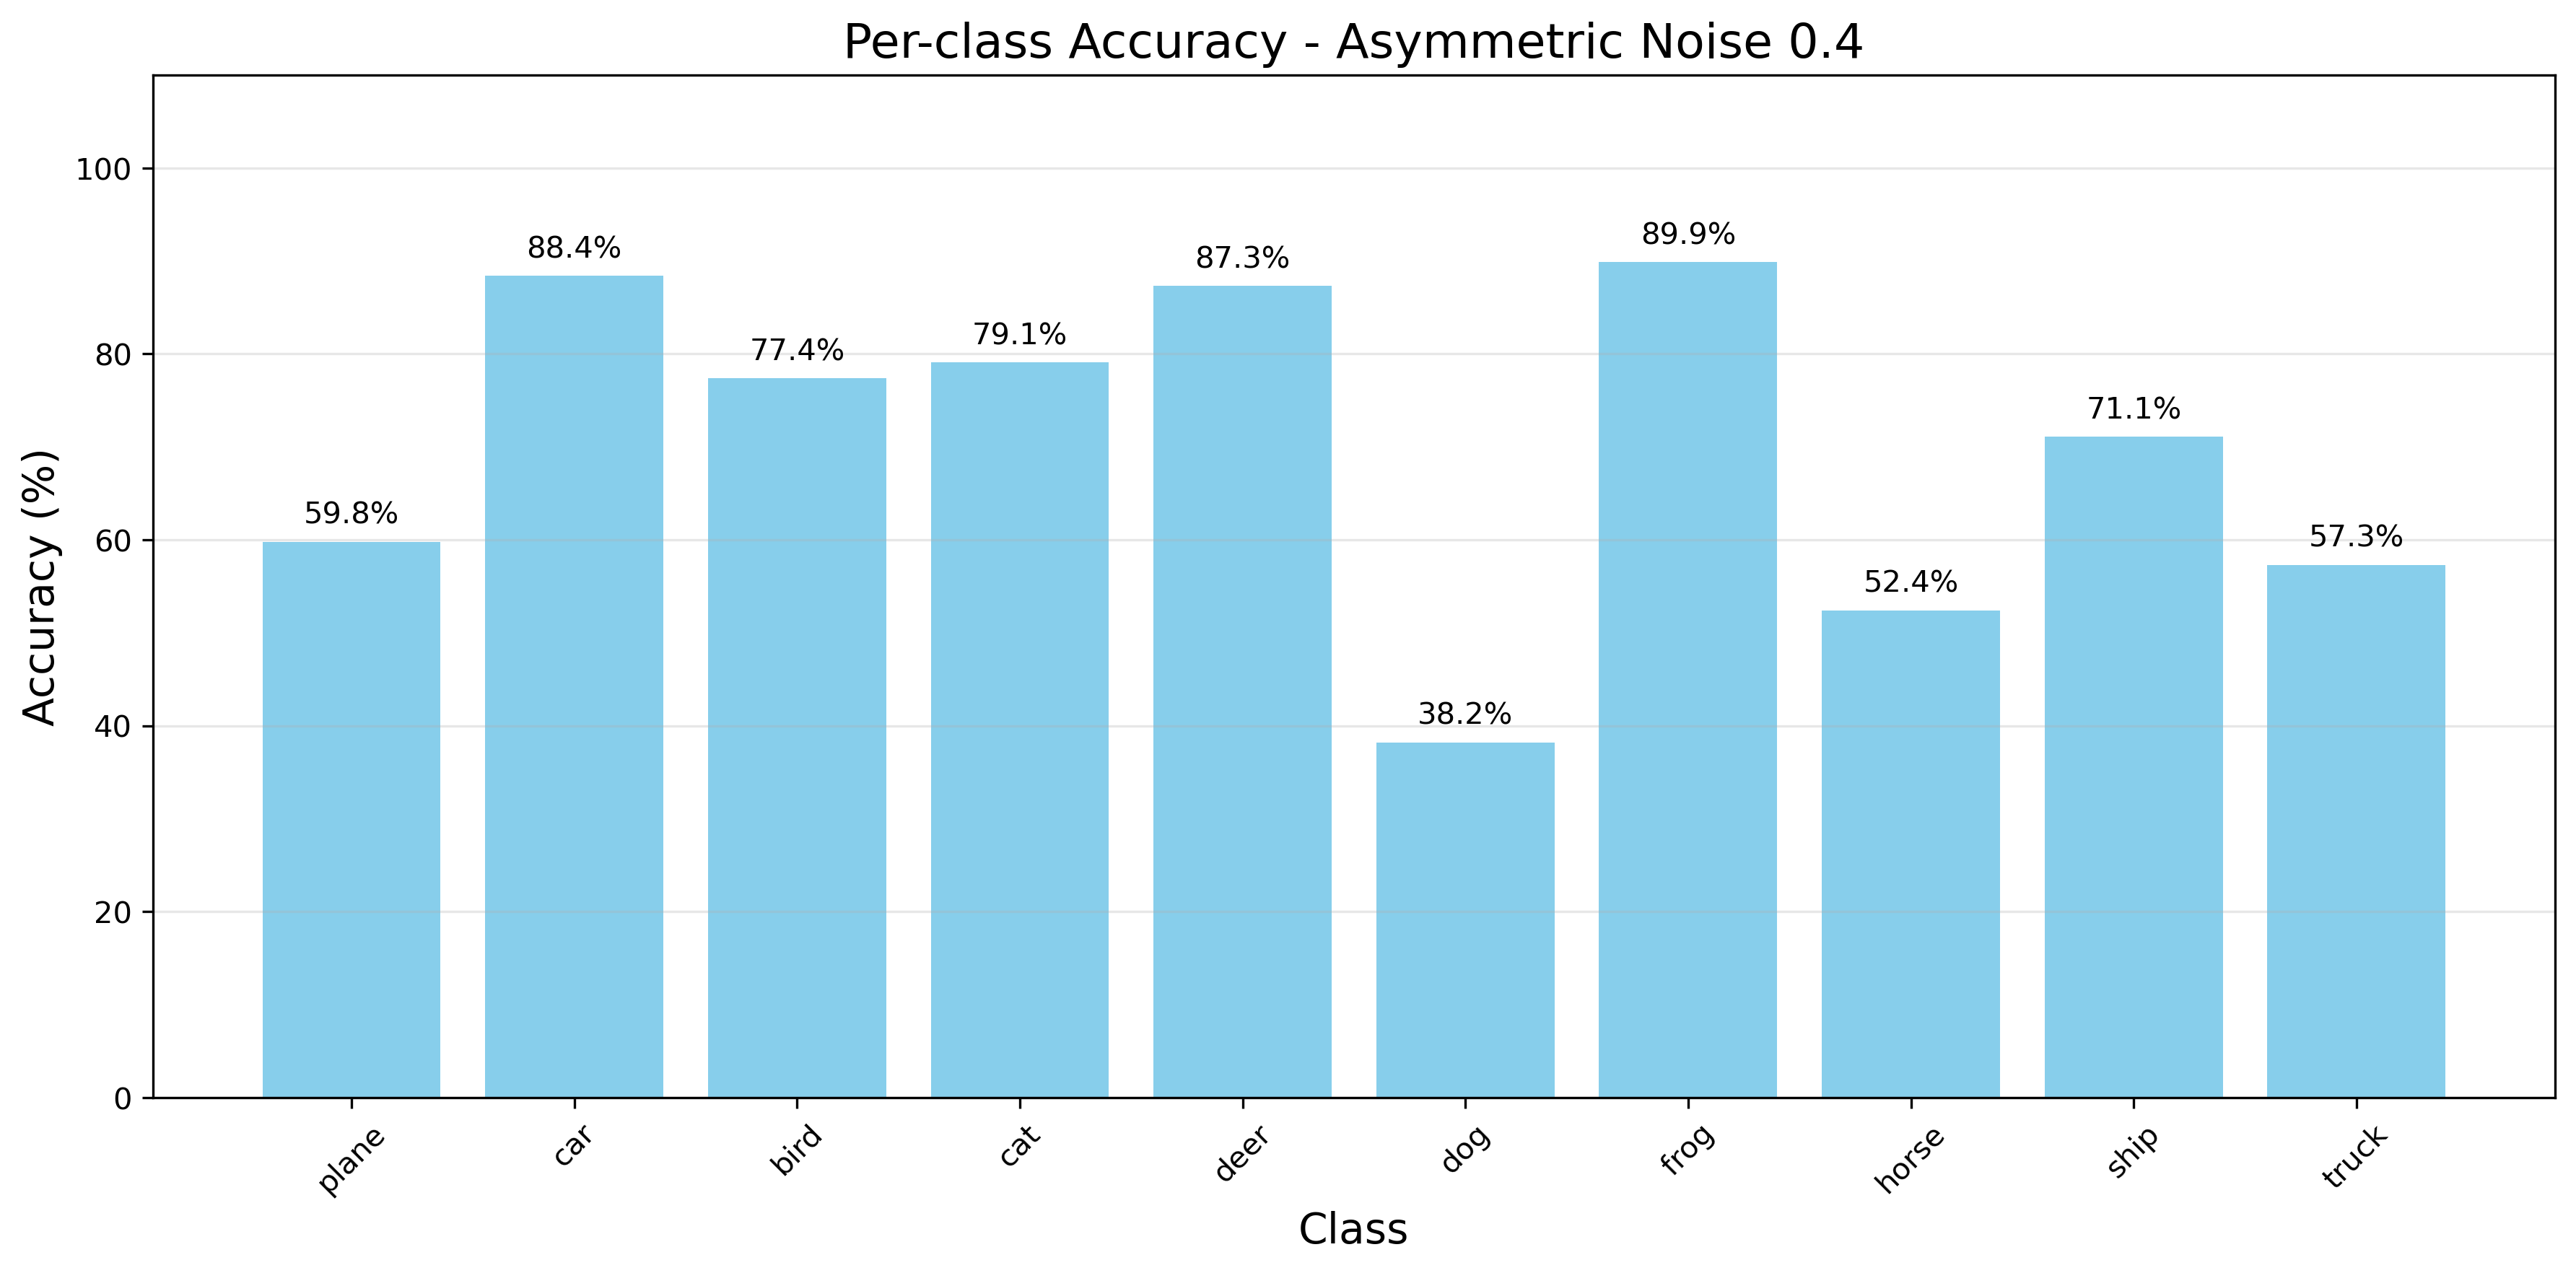 Per-class Accuracy - Asymmetric Noise 0.4
Accuracy (%)
100
80
60
40
20
0
59.8%
88.4%
77.4%
79.1%
87.3%
38.2%
89.9%
52.4%
71.1%
57.3%
plane
car
bird
cat
deer
dog
frog
horse
ship
truck
Class